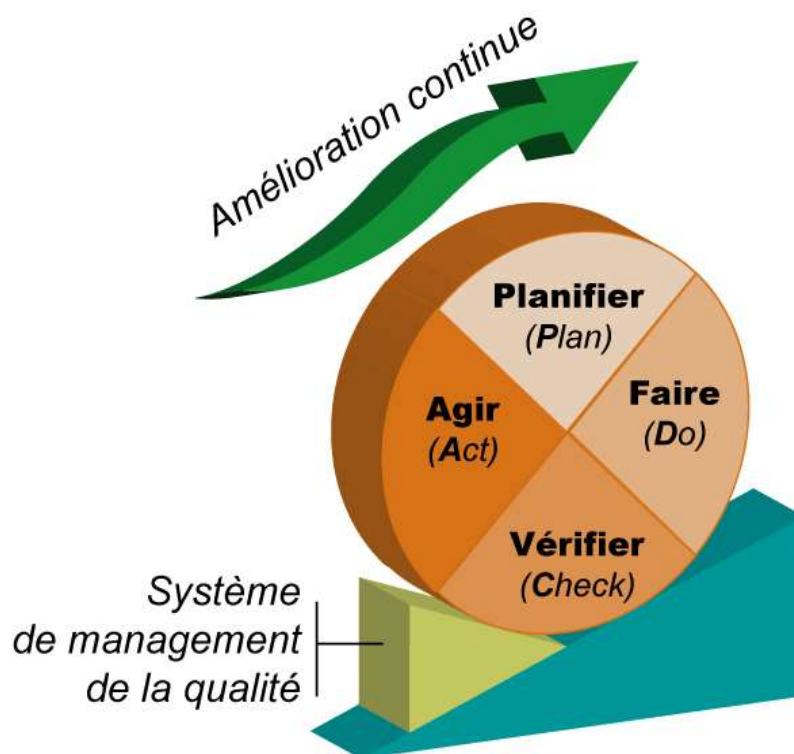 Amélioration continue
Planifier
(Plan)
Faire
(Do)
Agir
(Act)
Vérifier
(Check)
Système
de management
de la qualité